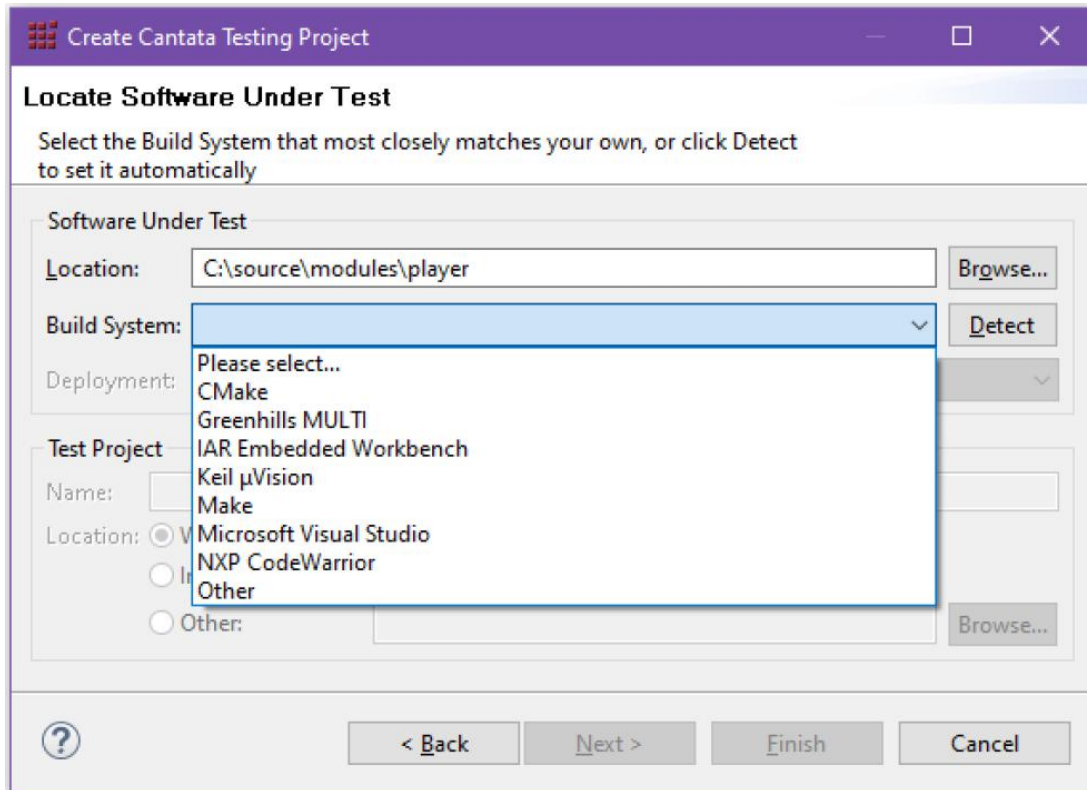 Create Cantata Testing Project
Locate Software Under Test
Select the Build System that most closely matches your own, or click Detect
to set it automatically
Software Under Test
Location: C:\source\modules\player Browse...
Build System: Detect
Please select...
Deployment:
CMake
Greenhills MULTI
Test Project
IAR Embedded Workbench
Keil µVision
Name:
Make
Location:
Microsoft Visual Studio
NXP CodeWarrior
Other
Other: Browse...
< Back Next > Finish Cancel